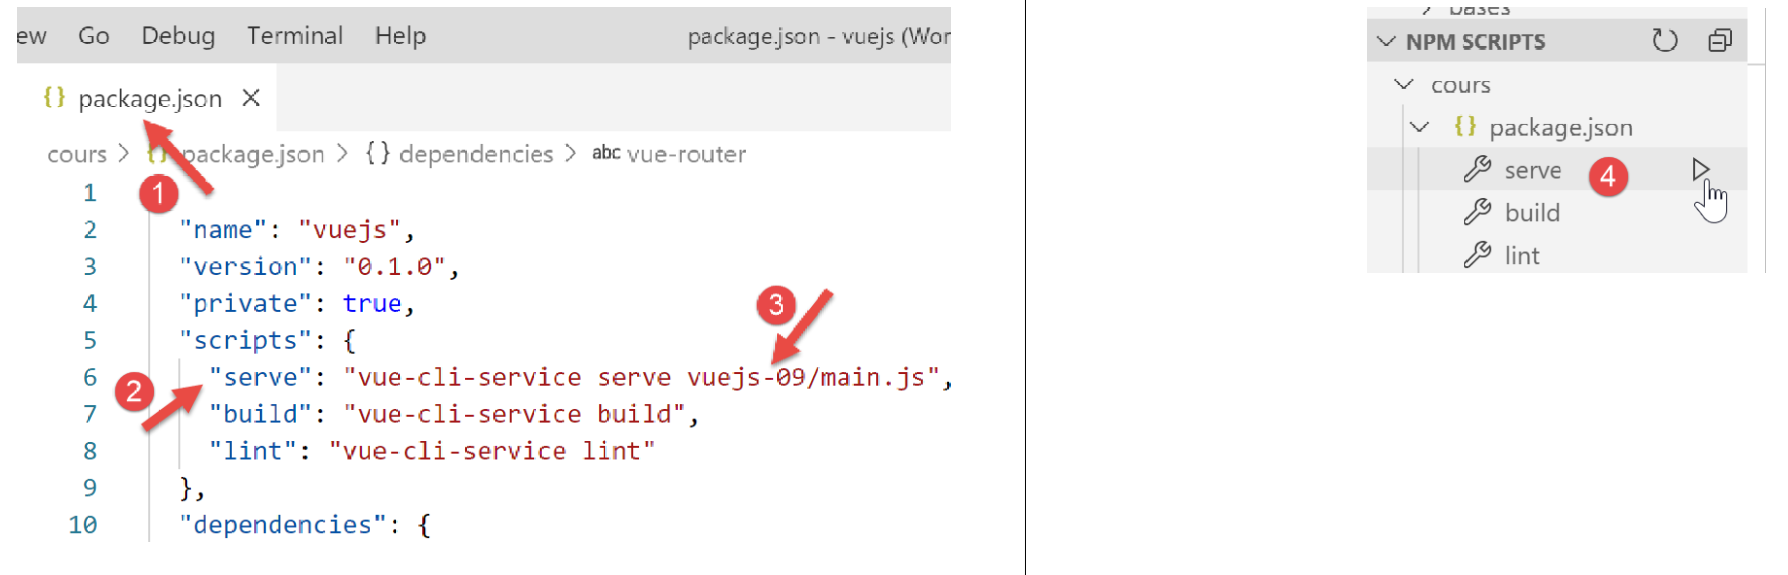 ew Go Debug Terminal Help package.json - vuejs (Wor
{} package.json ×
cours > {} package.json > {} dependencies > abc vue-router
1
1
2 "name": "vuejs",
3 "version": "0.1.0",
4 "private": true,
3
5 "scripts": {
6 "serve": "vue-cli-service serve vuejs-09/main.js",
2
7 "build": "vue-cli-service build",
8 "lint": "vue-cli-service lint"
9 },
10 "dependencies": {
bases
NPM SCRIPTS
cours
{} package.json
serve 4
build
lint